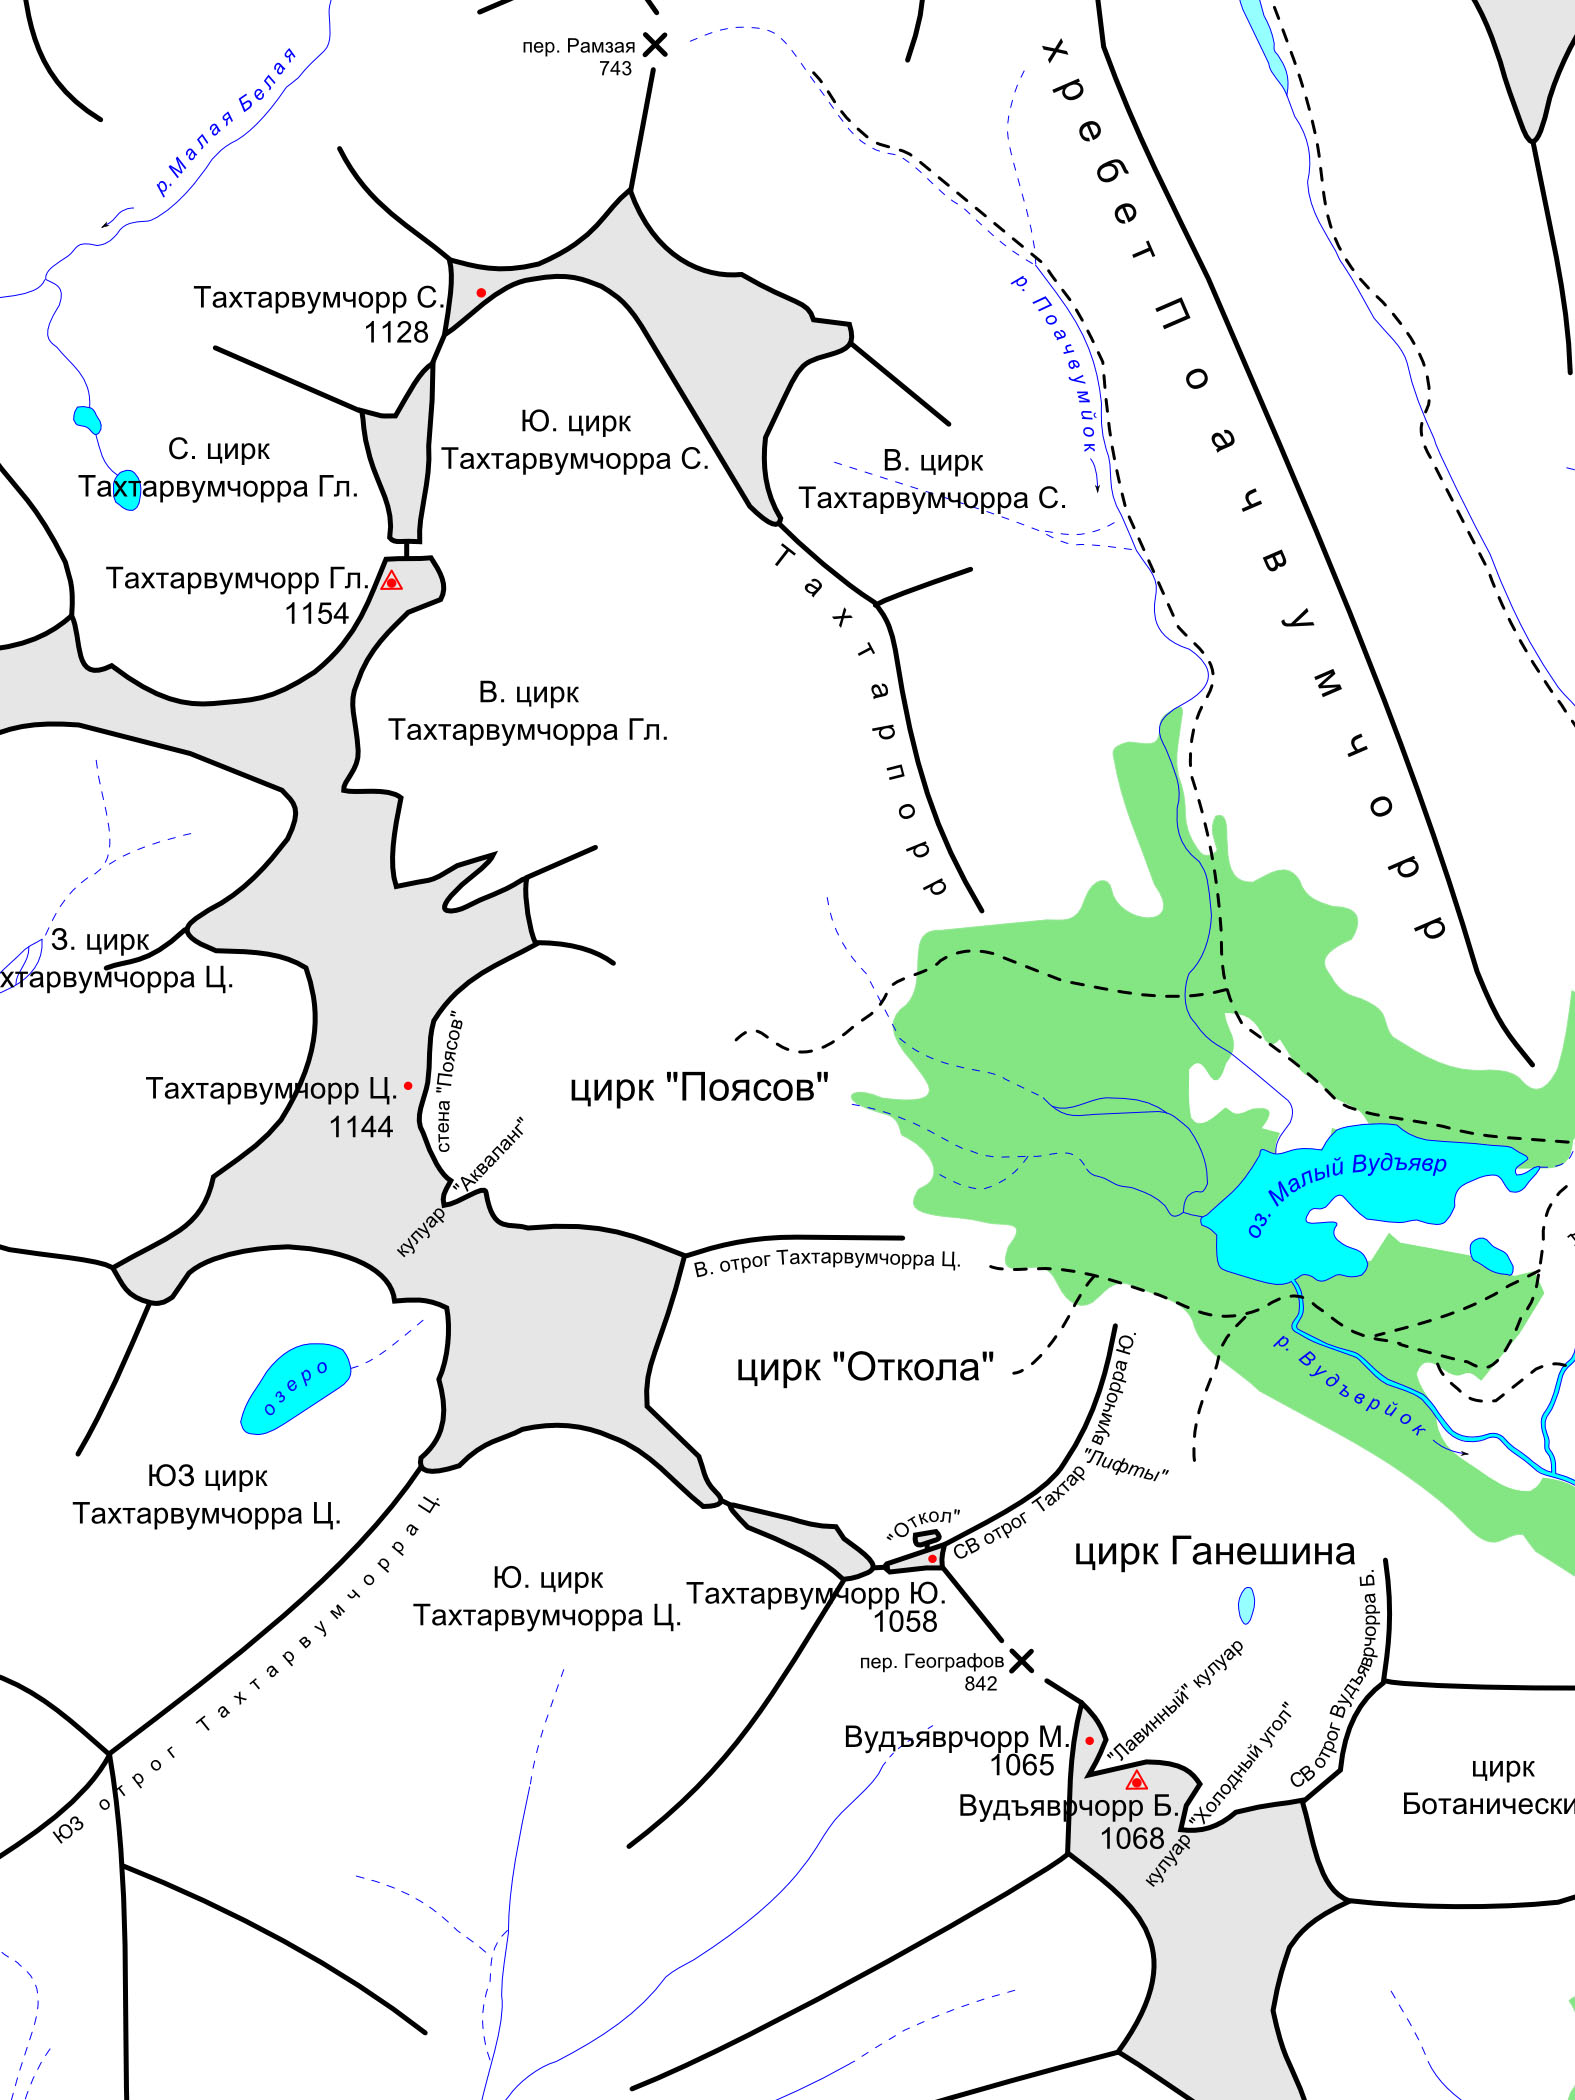 пер. Рамзая
743
р. Малая Белая
хребет Поачвумчорр
р. Поачвумйок
Тахтарвумчорр С.
1128
С. цирк
Тахтарвумчорра Гл.
Ю. цирк
Тахтарвумчорра С.
В. цирк
Тахтарвумчорра С.
Тахтарвумчорр Гл.
1154
Тахтарпорр
В. цирк
Тахтарвумчорра Гл.
З. цирк
хтарвумчорра Ц.
Тахтарвумчорр Ц.
1144
стена "Поясов"
цирк "Поясов"
кулуар "Акваланг"
оз. Малый Вудъявр
В. отрог Тахтарвумчорра Ц.
озеро
цирк "Откола"
р. Вудъврйок
ЮЗ цирк
Тахтарвумчорра Ц.
ЮЗ отрог Тахтарвумчорра Ц.
"Откол"
СВ отрог Тахтар вумчорра Ю.
"Лифты"
цирк Ганешина
Ю. цирк
Тахтарвумчорра Ц.
Тахтарвумчорр Ю.
1058
пер. Географов
842
Вудъяврчорр М.
1065
"Лавинный" кулуар
СВ отрог Вудъяврчорра Б.
Вудъяврчорр Б.
1068
кулуар "Холодный угол"
цирк
Ботанически